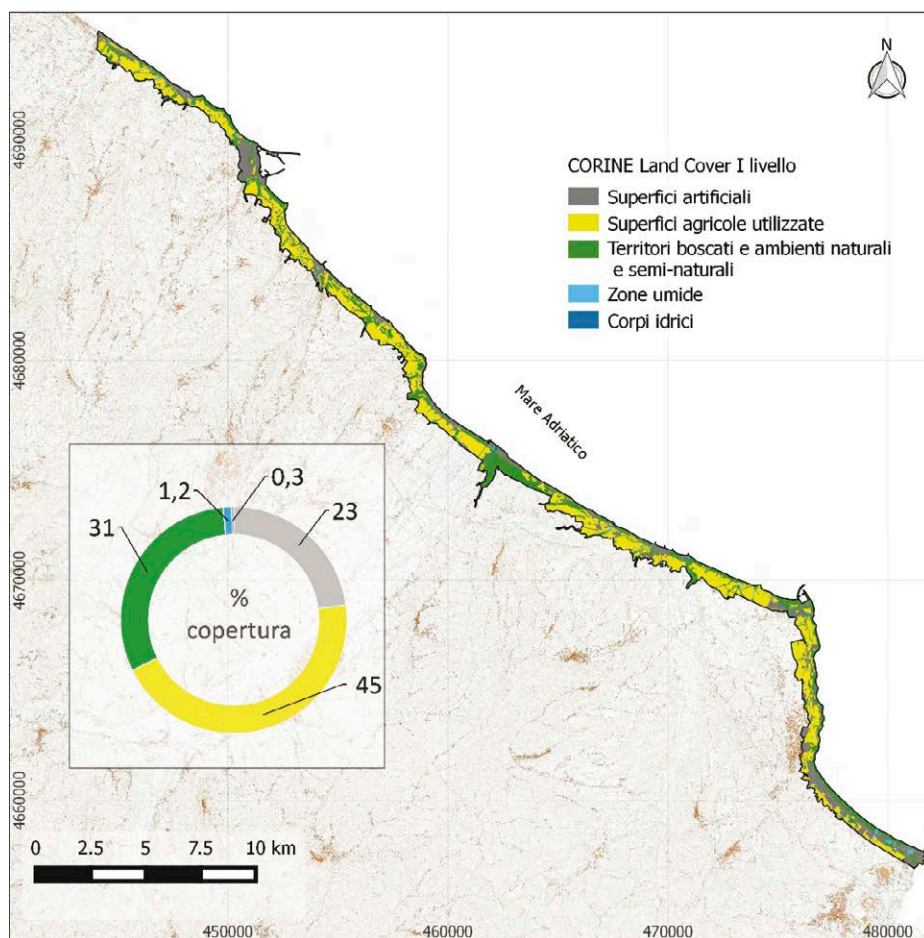 N
CORINE Land Cover I livello
Superfici artificiali
Superfici agricole utilizzate
Territori boscati e ambienti naturali
e semi-naturali
Zone umide
Corpi idrici
Mare Adriatico
4690000
4680000
4670000
4660000
1,2
0,3
23
31
45
%
copertura
0 2.5 5 7.5 10 km
450000 460000 470000 480000